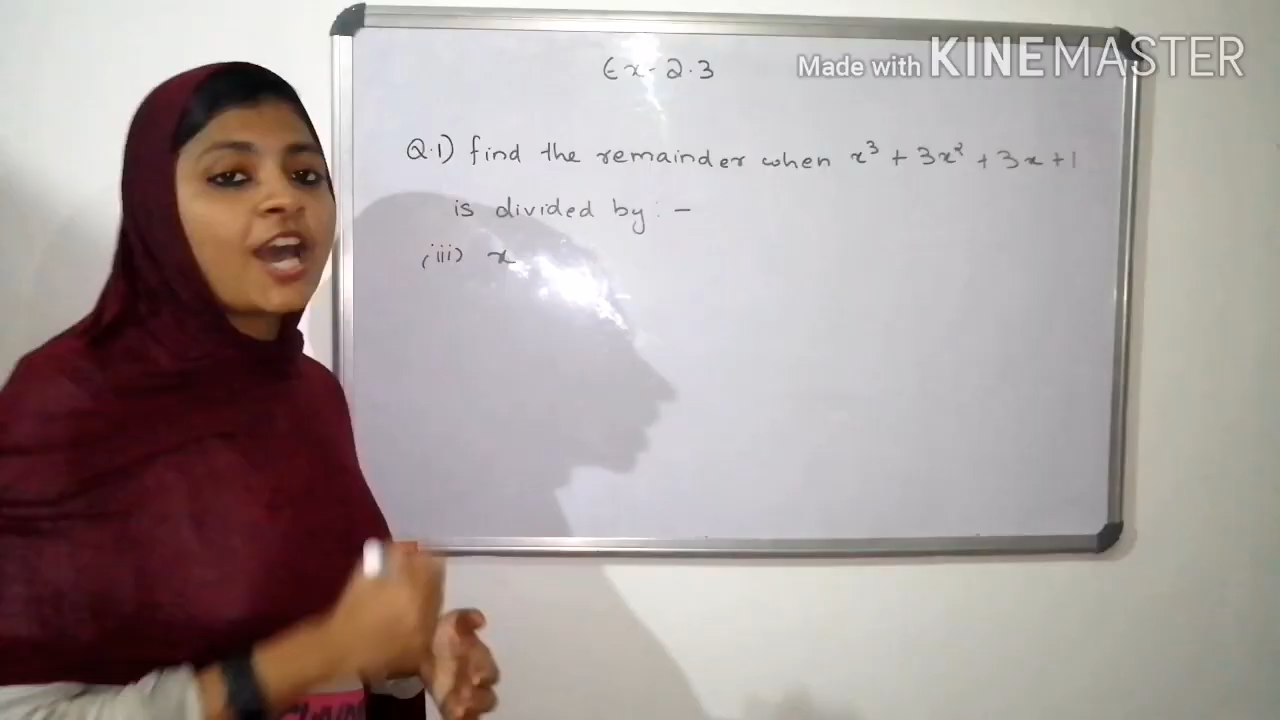 Made with KINEMASTER
Ex-2.3
Q.1) find the remainder when x³ + 3x² + 3x + 1
is divided by :-
(iii) x